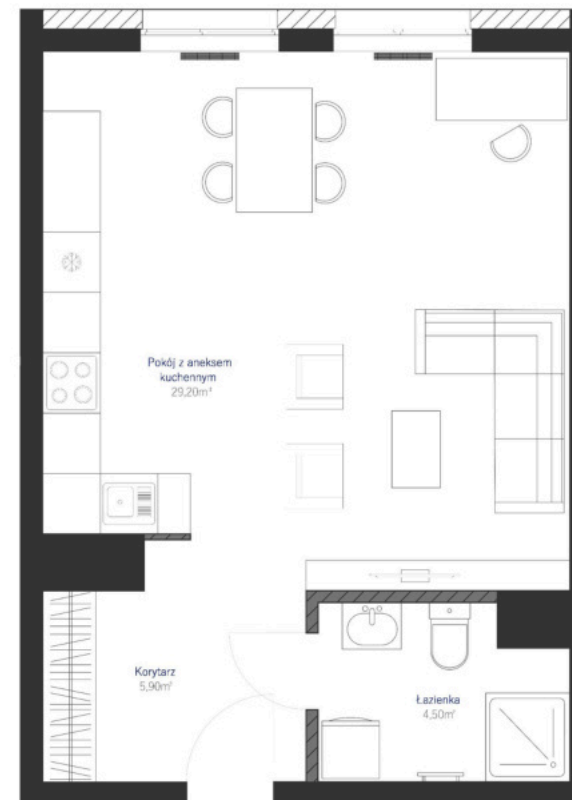 Pokój z aneksem
kuchennym
29,20m²
Korytarz
5,90m²
Łazienka
4,50m²